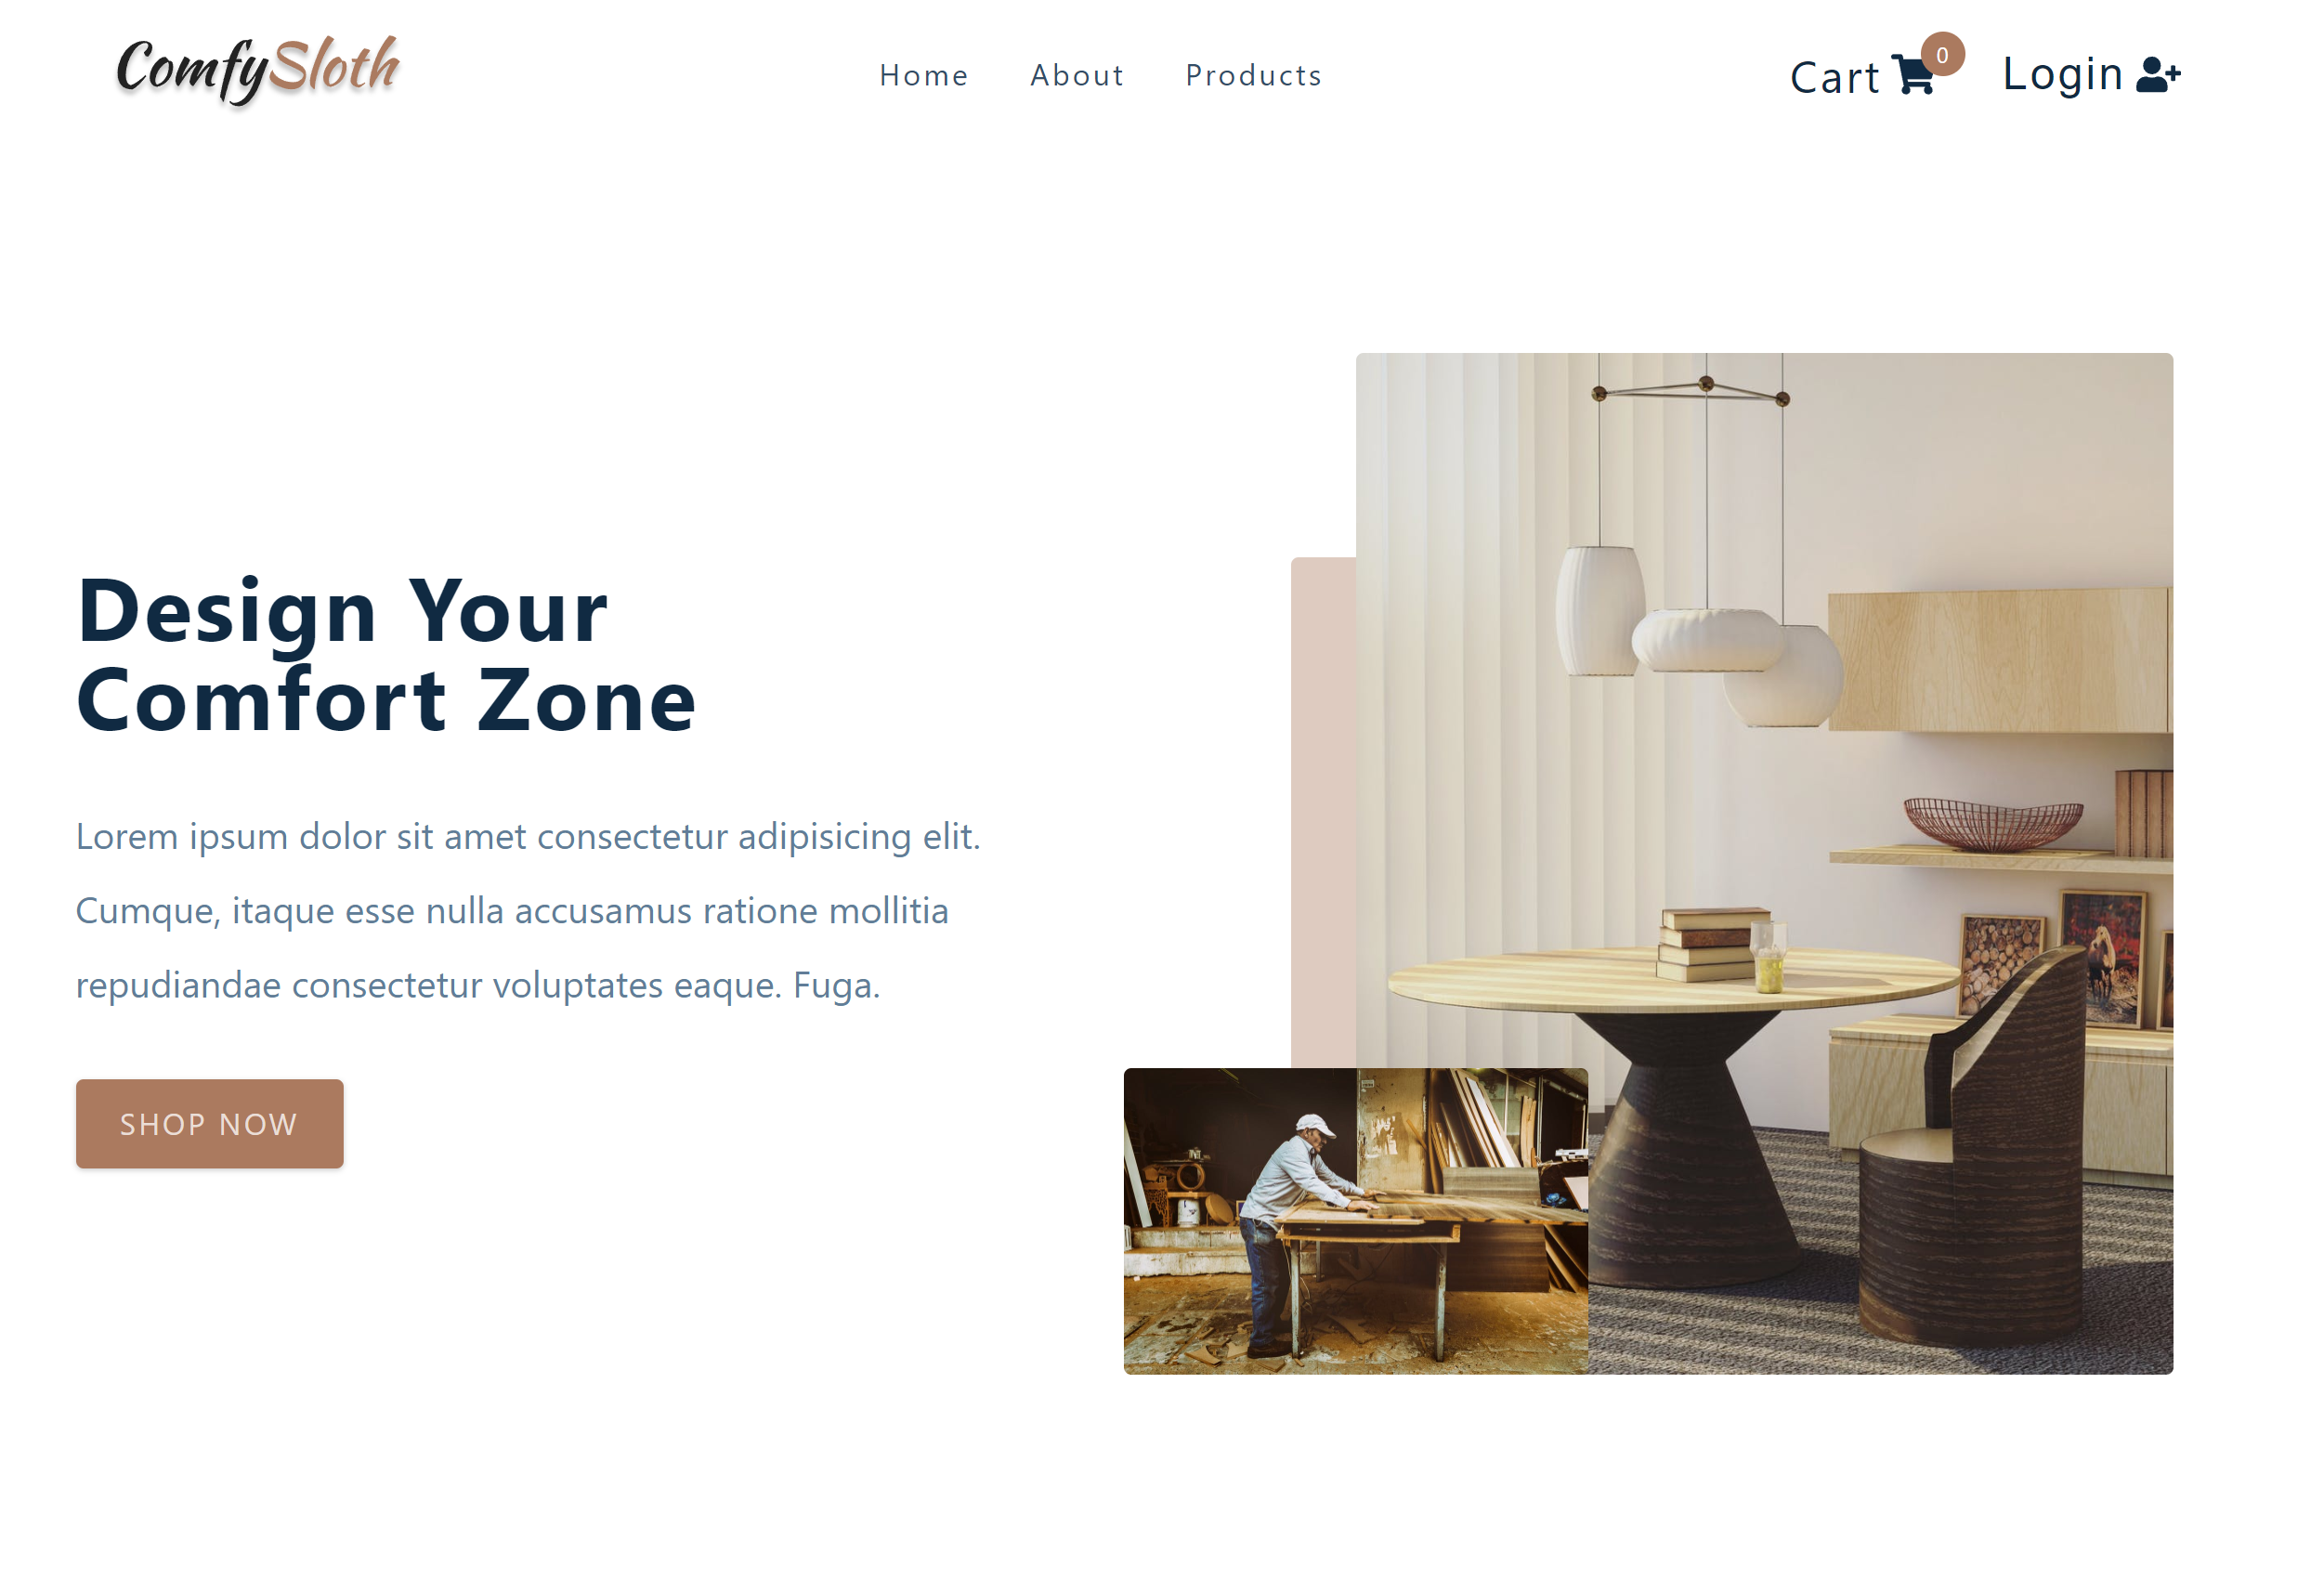 ComfySloth
Home About Products
Cart 0 Login
Design Your
Comfort Zone
Lorem ipsum dolor sit amet consectetur adipisicing elit.
Cumque, itaque esse nulla accusamus ratione mollitia
repudiandae consectetur voluptates eaque. Fuga.
SHOP NOW